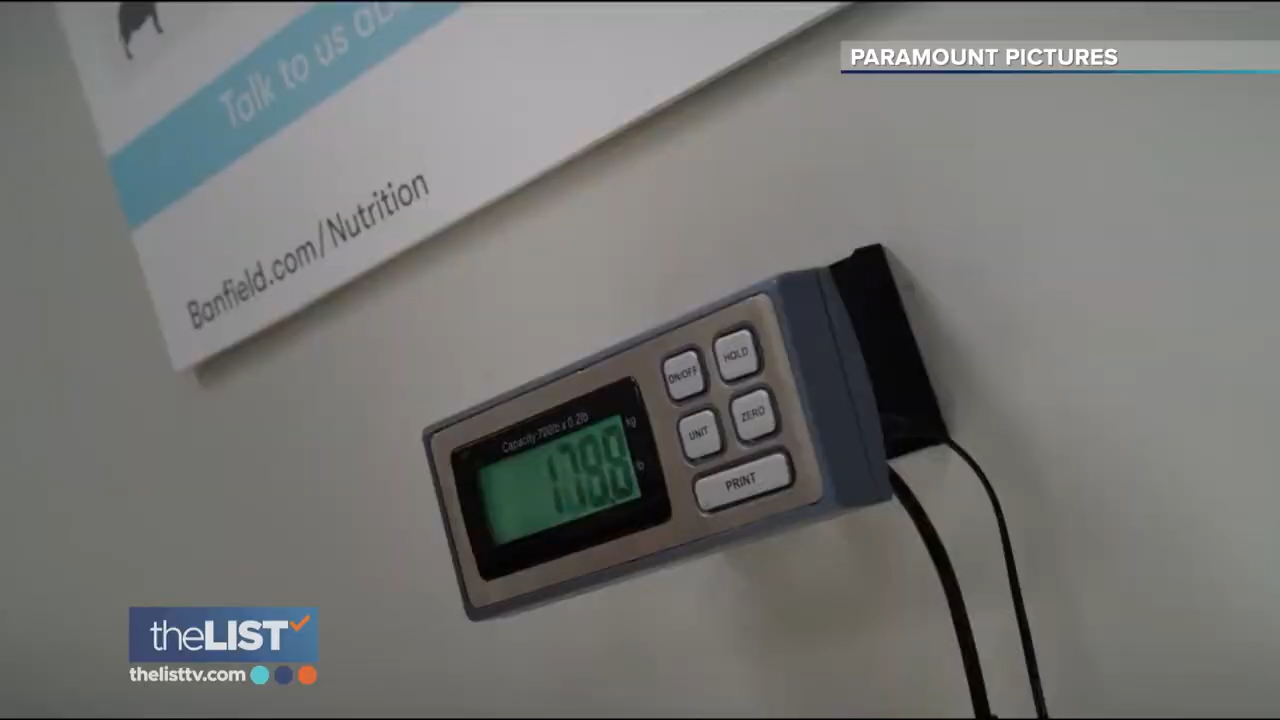 PARAMOUNT PICTURES
Talk to us
Banfield.com/Nutrition
Capacity:700lb x 0.2lb
kg
lb
ON/OFF
HOLD
UNIT
ZERO
PRINT
theLIST
thelisttv.com